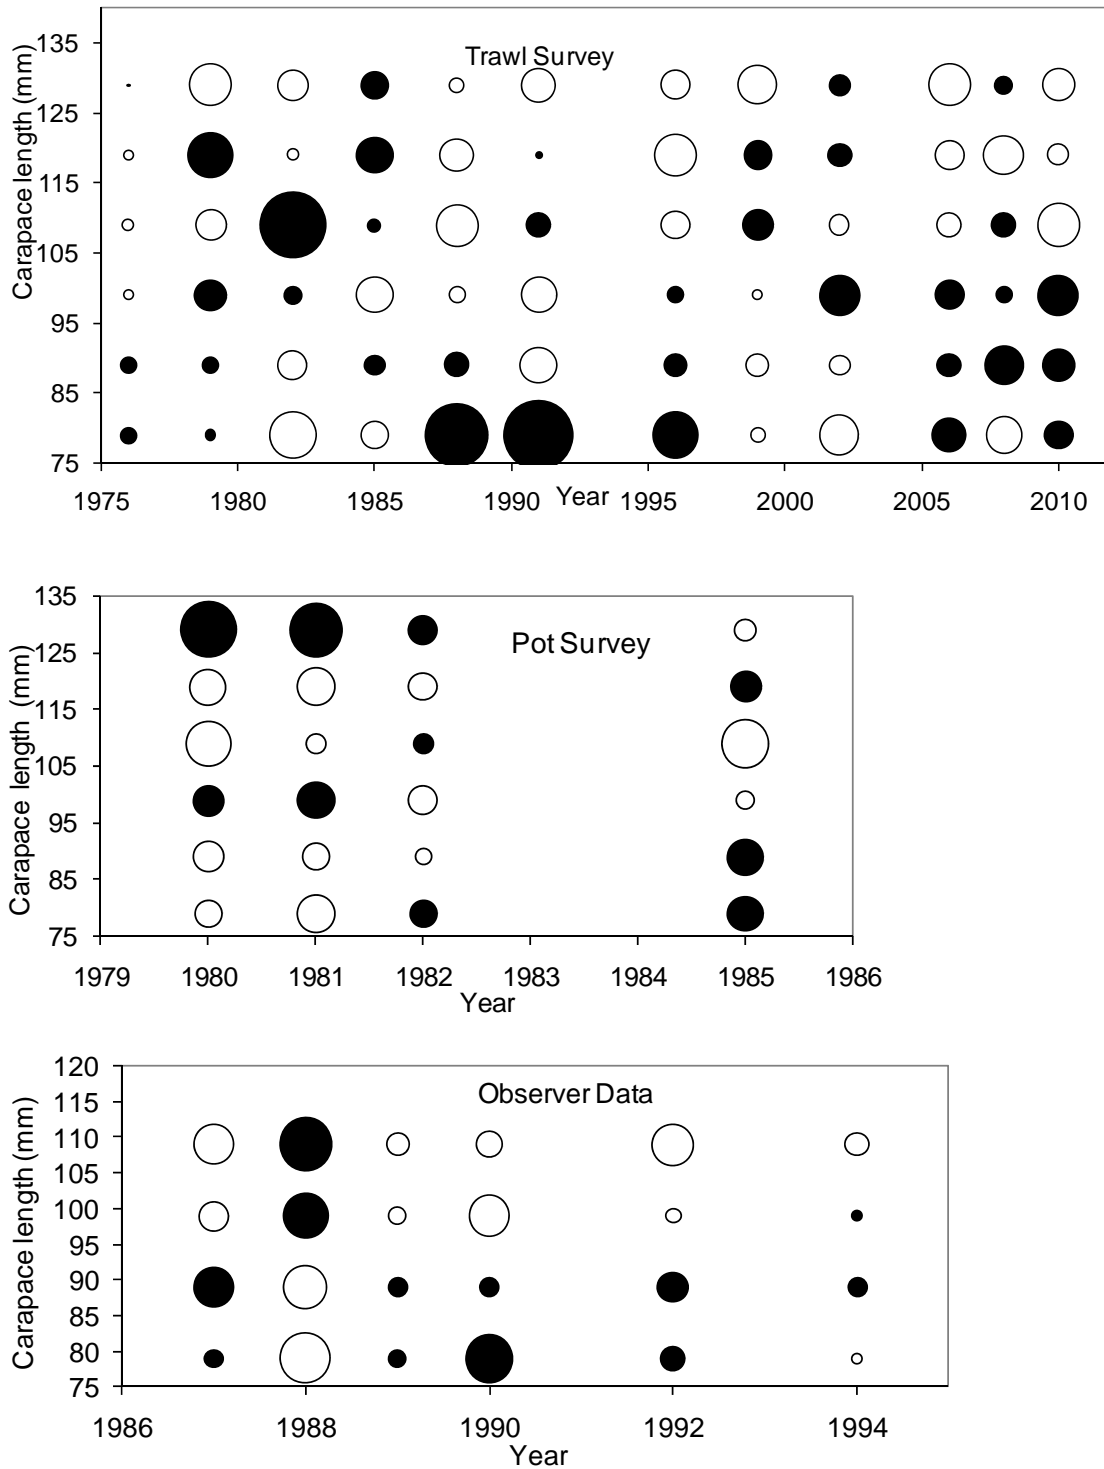 Trawl Survey
Carapace length (mm)
135
125
115
105
95
85
75
1975 1980 1985 1990 1995 2000 2005 2010
Year
Pot Survey
Carapace length (mm)
135
125
115
105
95
85
75
1979 1980 1981 1982 1983 1984 1985 1986
Year
Observer Data
Carapace length (mm)
120
115
110
105
100
95
90
85
80
75
1986 1988 1990 1992 1994
Year